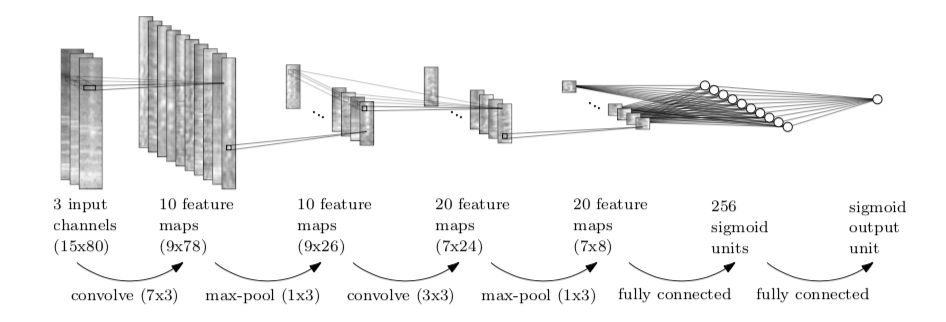 3 input
channels
(15x80)
10 feature
maps
(9x78)
10 feature
maps
(9x26)
20 feature
maps
(7x24)
20 feature
maps
(7x8)
256
sigmoid
units
sigmoid
output
unit
convolve (7x3)
max-pool (1x3)
convolve (3x3)
max-pool (1x3)
fully connected
fully connected